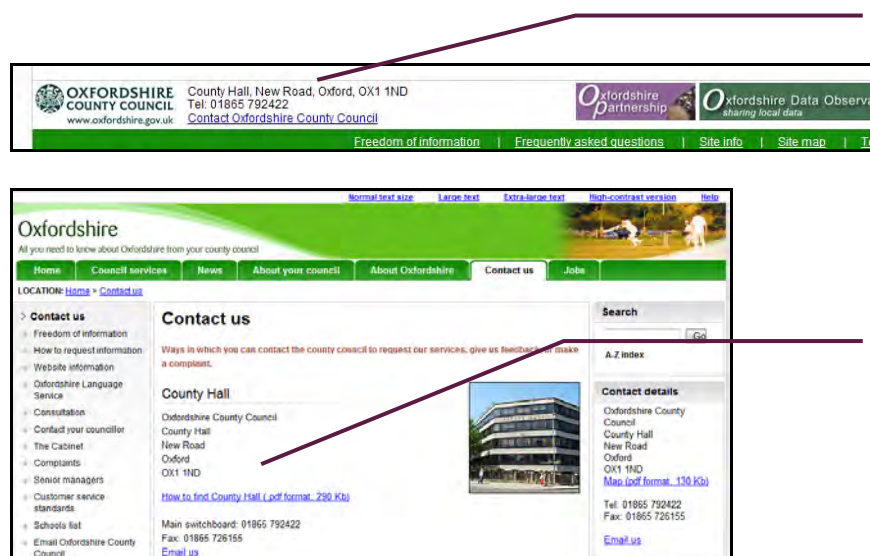 OXFORDSHIRE
COUNTY COUNCIL
www.oxfordshire.gov.uk
County Hall, New Road, Oxford, OX1 1ND
Tel: 01865 792422
Contact Oxfordshire County Council
Oxfordshire
Partnership
Oxfordshire Data Observa
sharing local data
Freedom of information | Frequently asked questions | Site info | Site map | Te
Normal text size Large text Extra-large text High-contrast version Help
Oxfordshire
All you need to know about Oxfordshire from your county council
Home Council services News About your council About Oxfordshire Contact us Jobs
LOCATION: Home > Contact us
Contact us
Freedom of information
How to request information
Website information
Oxfordshire Language
Service
Consultation
Contact your councillor
The Cabinet
Complaints
Senior managers
Customer service
standards
Schools list
Email Oxfordshire County
Council
Contact us
Ways in which you can contact the county council to request our services, give us feedback or make
a complaint.
County Hall
Oxfordshire County Council
County Hall
New Road
Oxford
OX1 1ND
How to find County Hall (.pdf format, 290 Kb)
Main switchboard: 01865 792422
Fax: 01865 726155
Email us
Search
Go
A-Z index
Contact details
Oxfordshire County
Council
County Hall
New Road
Oxford
OX1 1ND
Map (pdf format, 130 Kb)
Tel: 01865 792422
Fax: 01865 726155
Email us